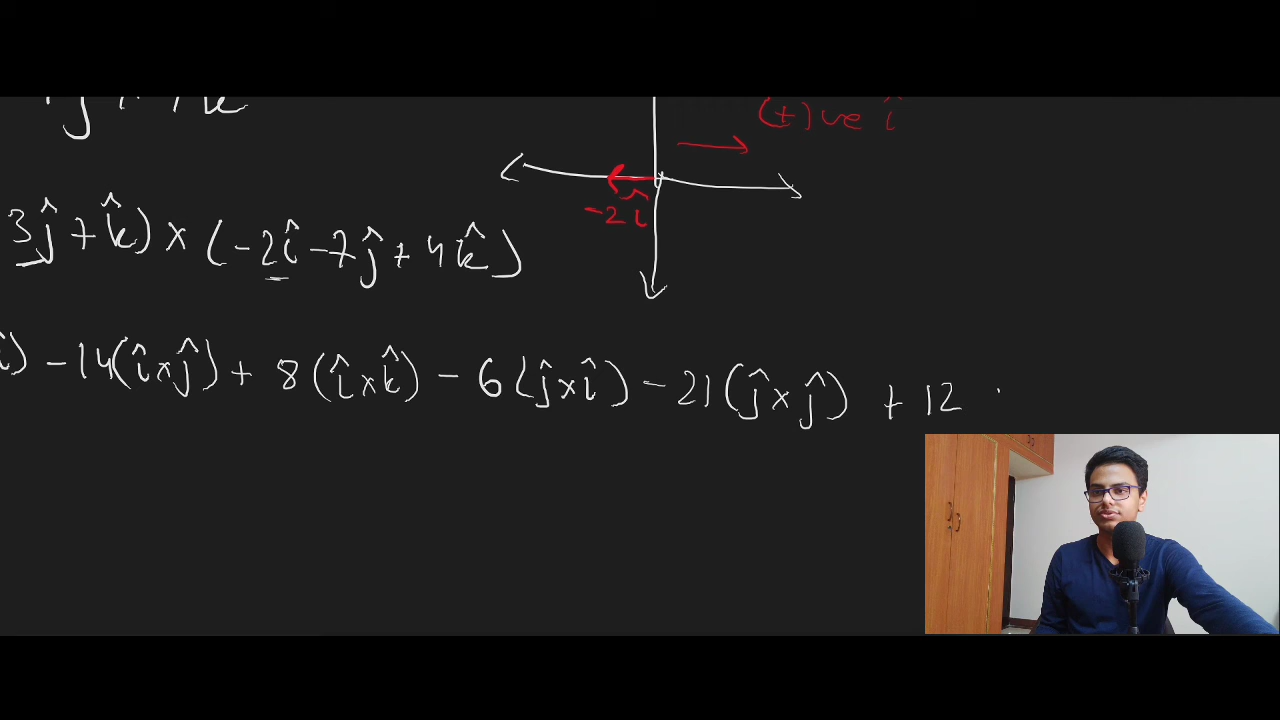 (+)ve î
-2î
3ĵ + k̂) × (-2î - 7ĵ + 4k̂)
î) - 14(î×ĵ) + 8(î×k̂) - 6(ĵ×î) - 21(ĵ×ĵ) + 12